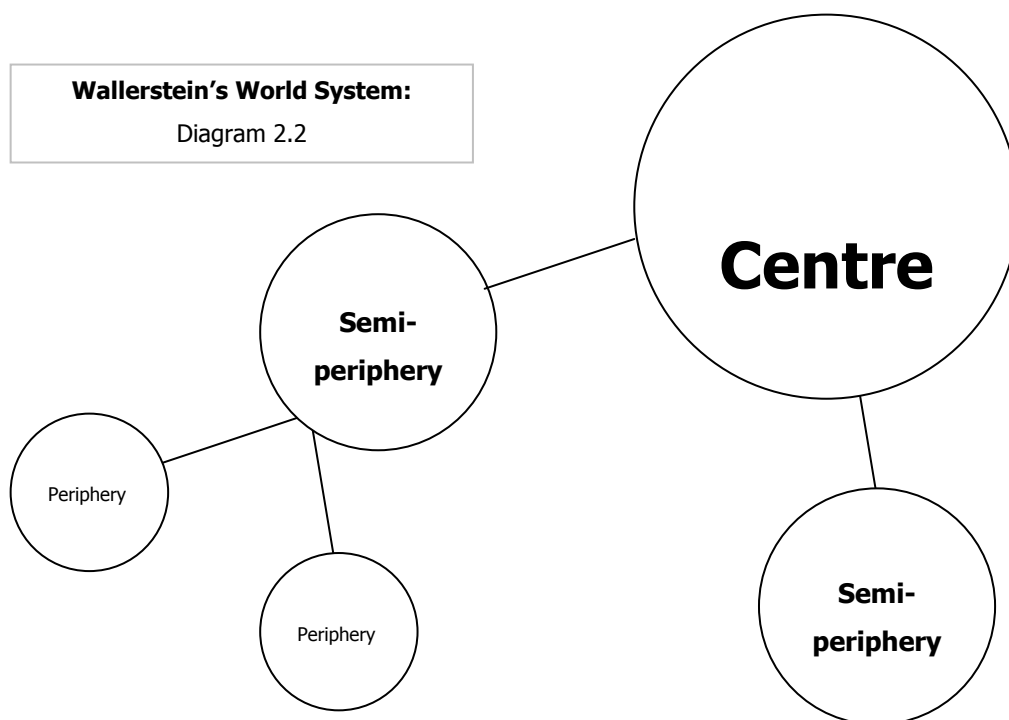 Wallerstein’s World System:
Diagram 2.2
Centre
Semi-
periphery
Periphery
Periphery
Semi-
periphery